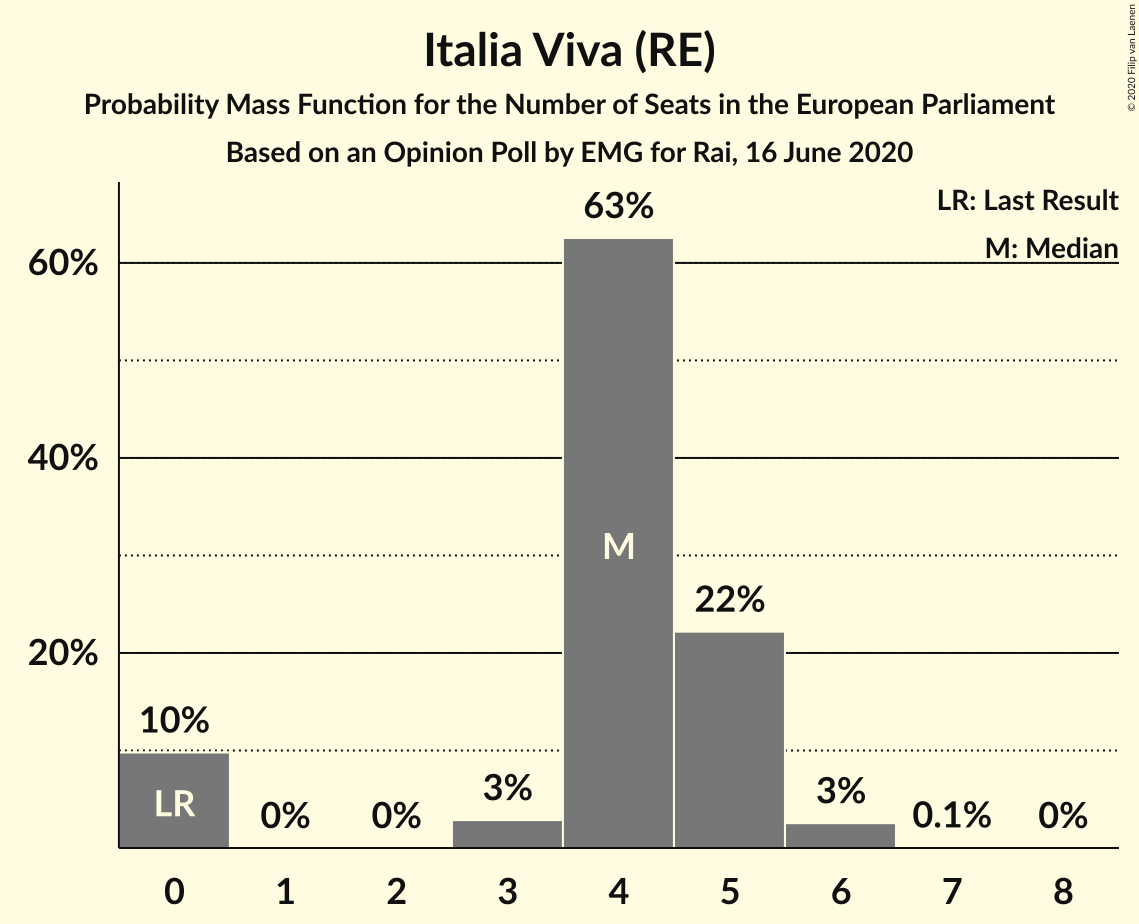 Italia Viva (RE)
Probability Mass Function for the Number of Seats in the European Parliament
Based on an Opinion Poll by EMG for Rai, 16 June 2020
© 2020 Filip van Laenen
LR: Last Result
M: Median
60%
40%
20%
10%
0%
0%
3%
63%
22%
3%
0.1%
0%
LR
M
0 1 2 3 4 5 6 7 8